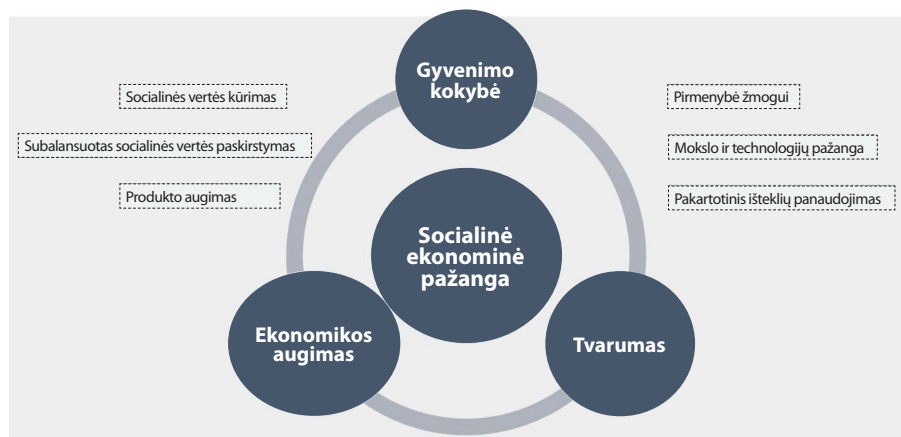 Gyvenimo
kokybė
Socialinės vertės kūrimas
Subalansuotas socialinės vertės paskirstymas
Produkto augimas
Pirmenybė žmogui
Mokslo ir technologijų pažanga
Pakartotinis išteklių panaudojimas
Socialinė
ekonominė
pažanga
Ekonomikos
augimas
Tvarumas